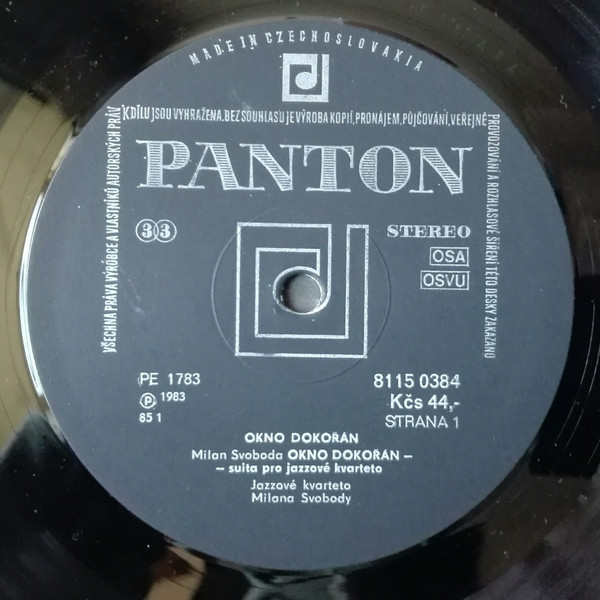 MADE IN CZECHOSLOVAKIA
VŠECHNA PRÁVA VÝROBCE A VLASTNÍKŮ AUTORSKÝCH PRÁV
K DÍLU JSOU VYHRAŽENA. BEZ SOUHLASU JE VÝROBA KOPIÍ, PRONÁJEM, PŮJČOVÁNÍ, VEŘEJNÉ
PROVOZOVÁNÍ A ROZHLASOVÉ ŠÍŘENÍ TÉTO DESKY ZAKÁZÁNO
PANTON
33 STEREO
OSA
OSVU
PE 1783 8115 0384
℗ 1983 Kčs 44,-
85 1 STRANA 1
OKNO DOKOŘÁN
Milan Svoboda OKNO DOKOŘÁN –
– suita pro jazzové kvarteto
Jazzové kvarteto
Milana Svobody